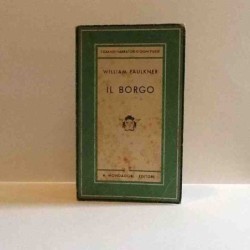 WILLIAM FAULKNER
IL BORGO
A. MONDADORI EDITORE